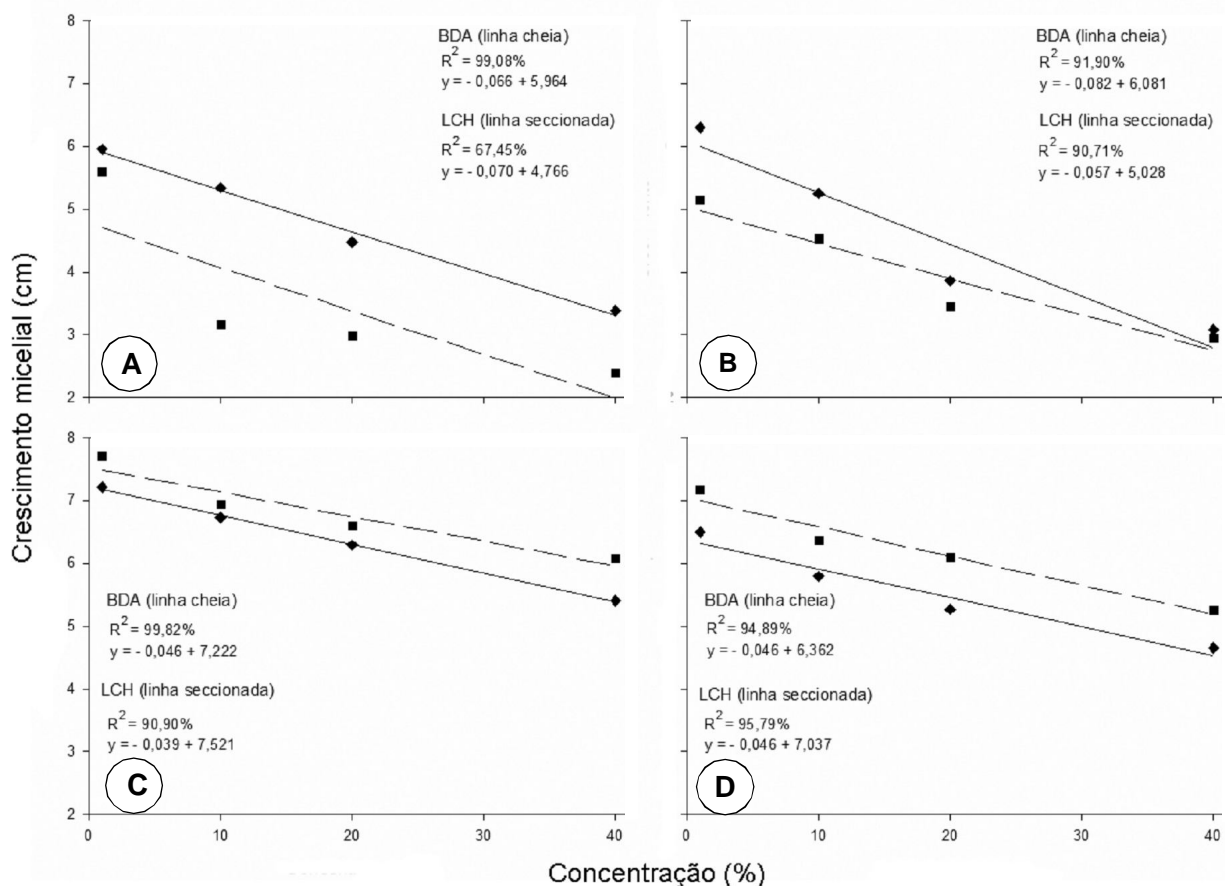 Crescimento micelial (cm)
8
7
6
5
4
3
2
BDA (linha cheia)
R² = 99,08%
y = - 0,066 + 5,964
LCH (linha seccionada)
R² = 67,45%
y = - 0,070 + 4,766
A
BDA (linha cheia)
R² = 91,90%
y = - 0,082 + 6,081
LCH (linha seccionada)
R² = 90,71%
y = - 0,057 + 5,028
B
8
7
6
5
4
3
2
BDA (linha cheia)
R² = 99,82%
y = - 0,046 + 7,222
LCH (linha seccionada)
R² = 90,90%
y = - 0,039 + 7,521
C
0 10 20 30 40
BDA (linha cheia)
R² = 94,89%
y = - 0,046 + 6,362
LCH (linha seccionada)
R² = 95,79%
y = - 0,046 + 7,037
D
0 10 20 30 40
Concentração (%)